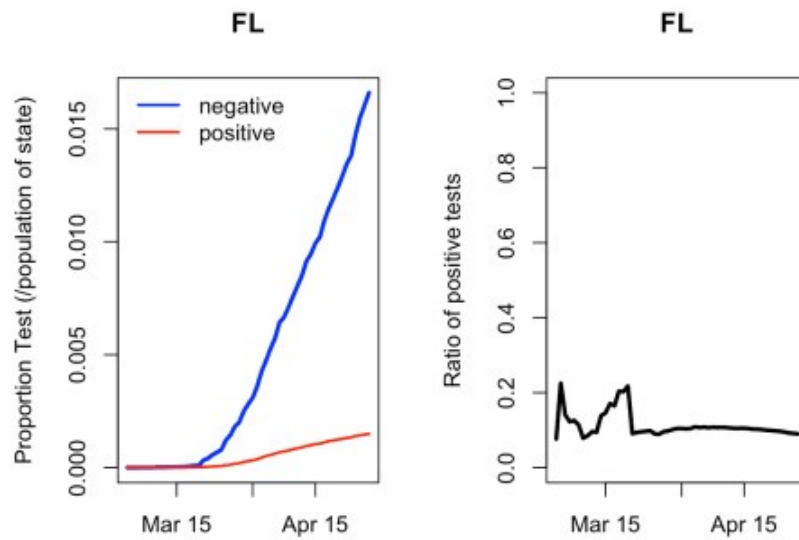 FL
Proportion Test (/population of state)
0.015
0.010
0.005
0.000
negative
positive
Mar 15
Apr 15
FL
Ratio of positive tests
1.0
0.8
0.6
0.4
0.2
0.0
Mar 15
Apr 15